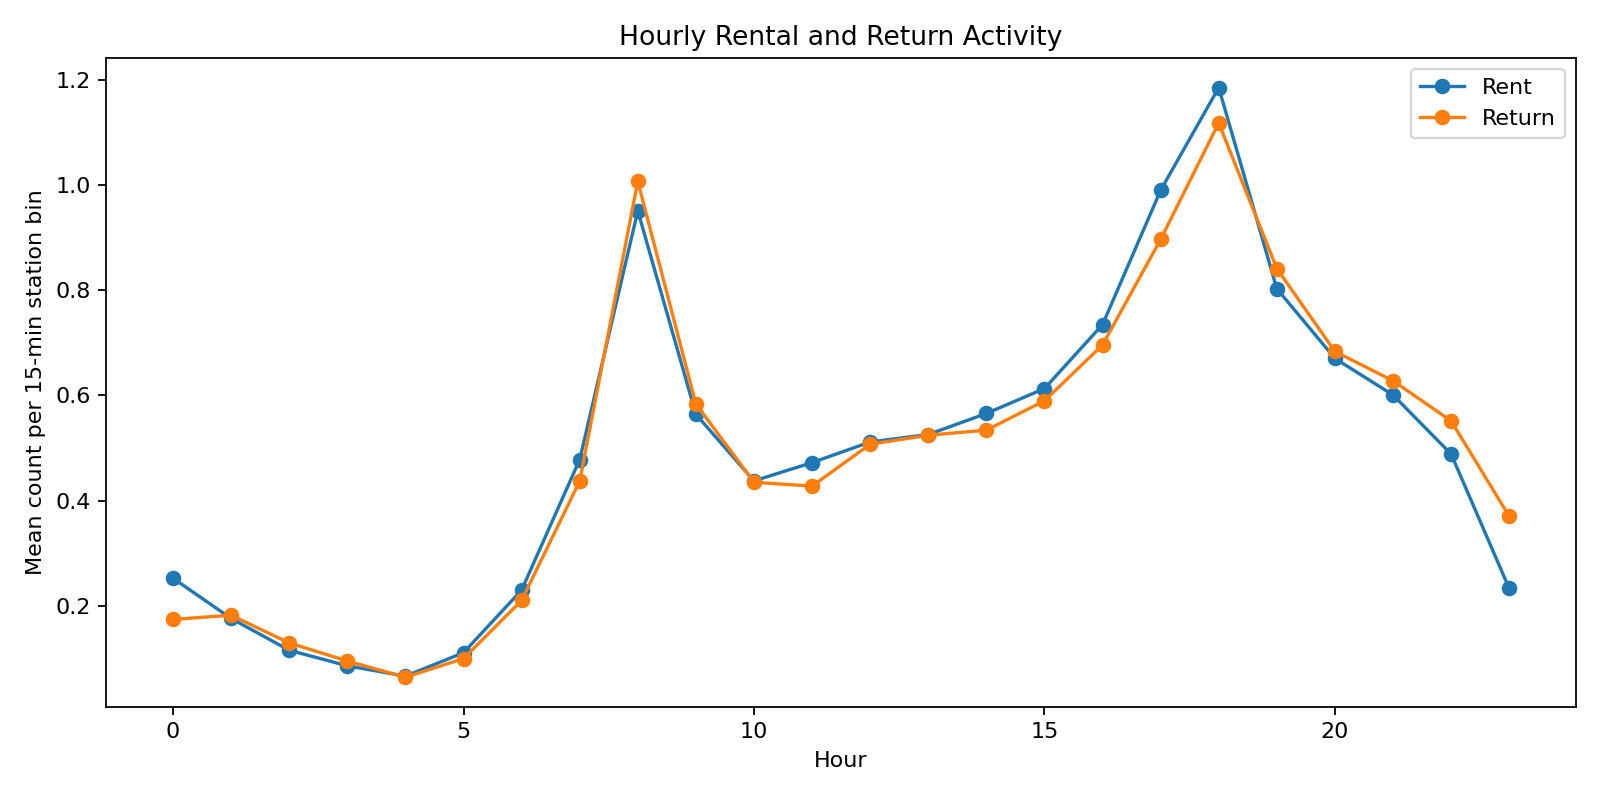 Hourly Rental and Return Activity
Rent
Return
Mean count per 15-min station bin
1.2
1.0
0.8
0.6
0.4
0.2
0 5 10 15 20
Hour